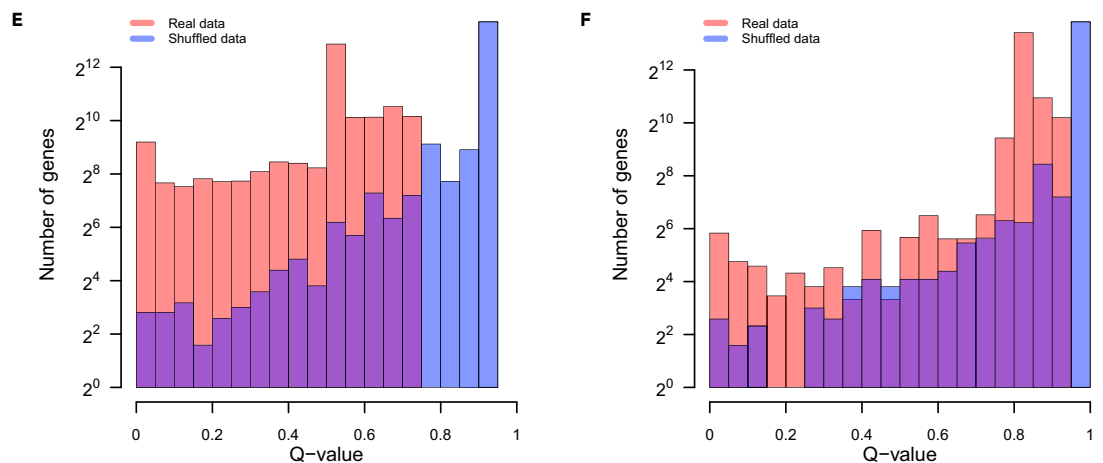 E
Real data
Shuffled data
Number of genes
2^12
2^10
2^8
2^6
2^4
2^2
2^0
0 0.2 0.4 0.6 0.8 1
Q−value
F
Real data
Shuffled data
Number of genes
2^12
2^10
2^8
2^6
2^4
2^2
2^0
0 0.2 0.4 0.6 0.8 1
Q−value